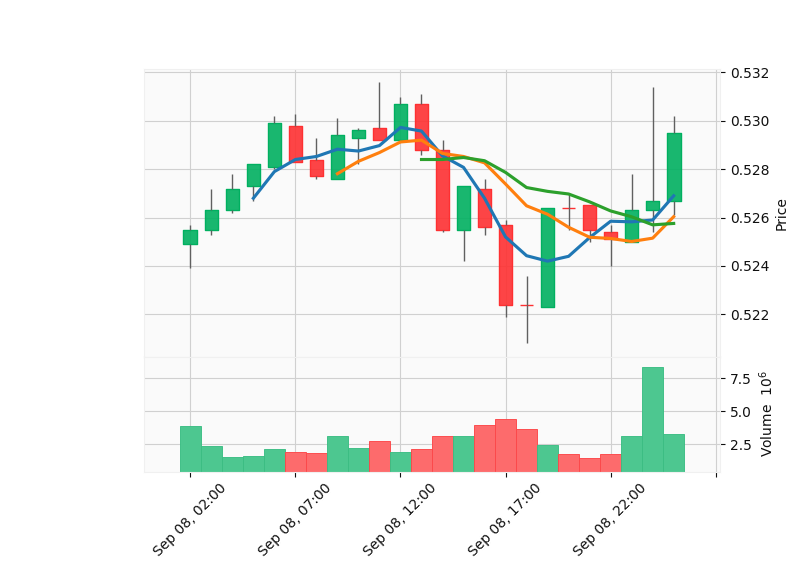 0.532
0.530
0.528
0.526
0.524
0.522
Price
7.5
5.0
2.5
Volume 10⁶
Sep 08, 02:00
Sep 08, 07:00
Sep 08, 12:00
Sep 08, 17:00
Sep 08, 22:00